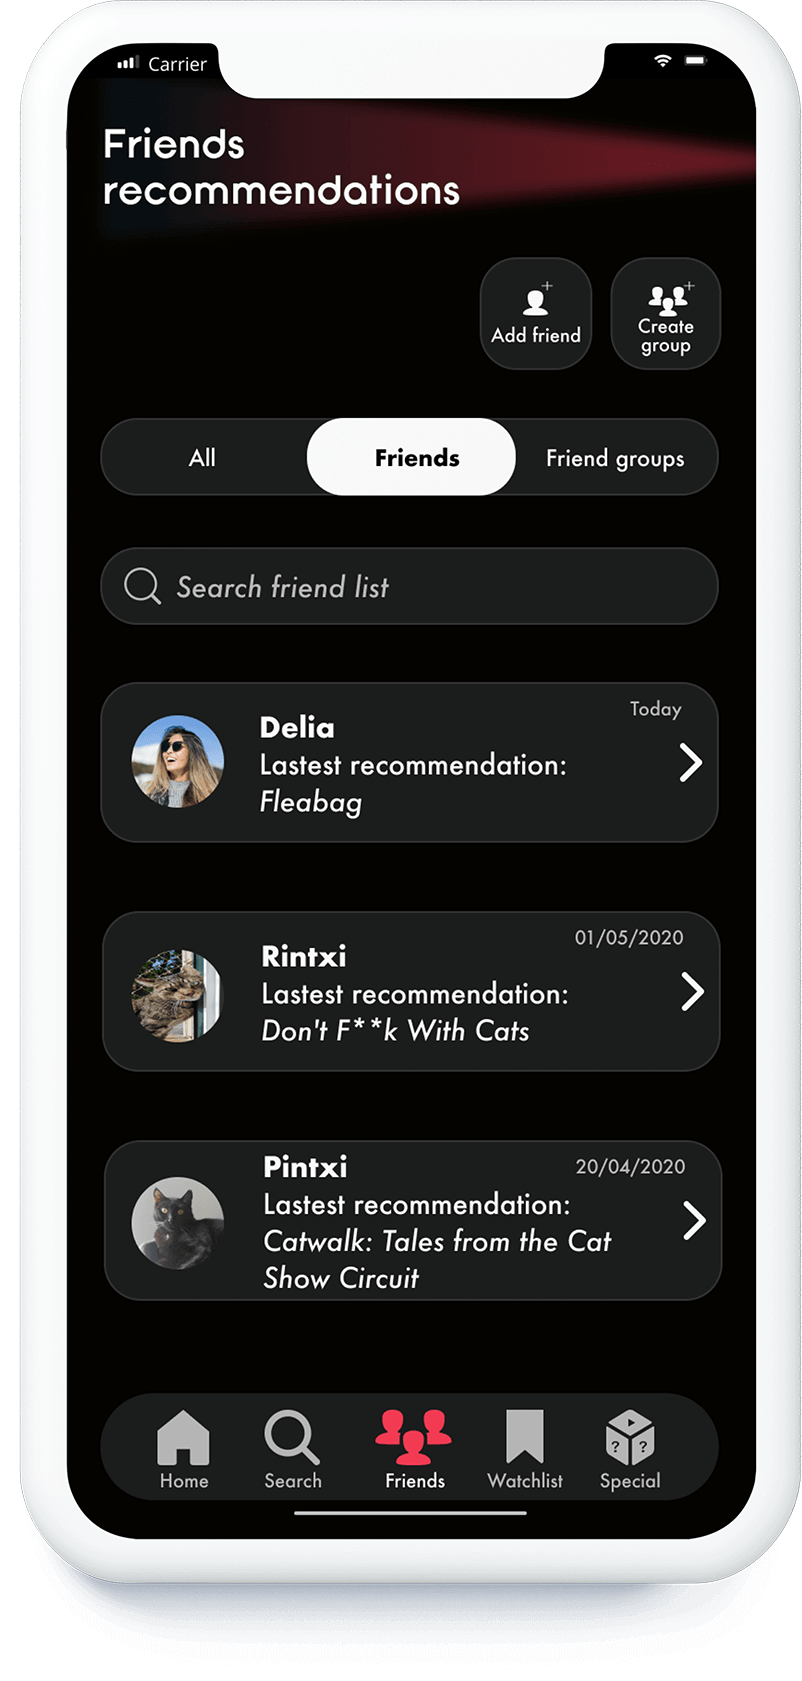 Carrier
Friends
recommendations
Add friend
Create
group
All
Friends
Friend groups
Search friend list
Today
Delia
Lastest recommendation:
Fleabag
01/05/2020
Rintxi
Lastest recommendation:
Don't F**k With Cats
20/04/2020
Pintxi
Lastest recommendation:
Catwalk: Tales from the Cat
Show Circuit
? ?
Home
Search
Friends
Watchlist
Special